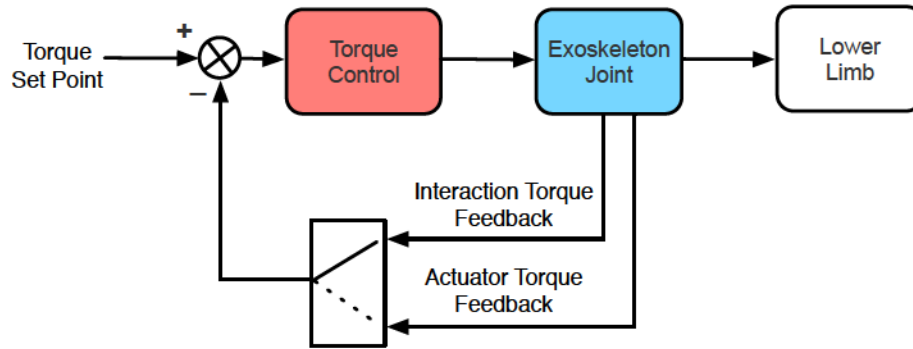 +
Torque
Set Point
−
Torque
Control
Exoskeleton
Joint
Lower
Limb
Interaction Torque
Feedback
Actuator Torque
Feedback